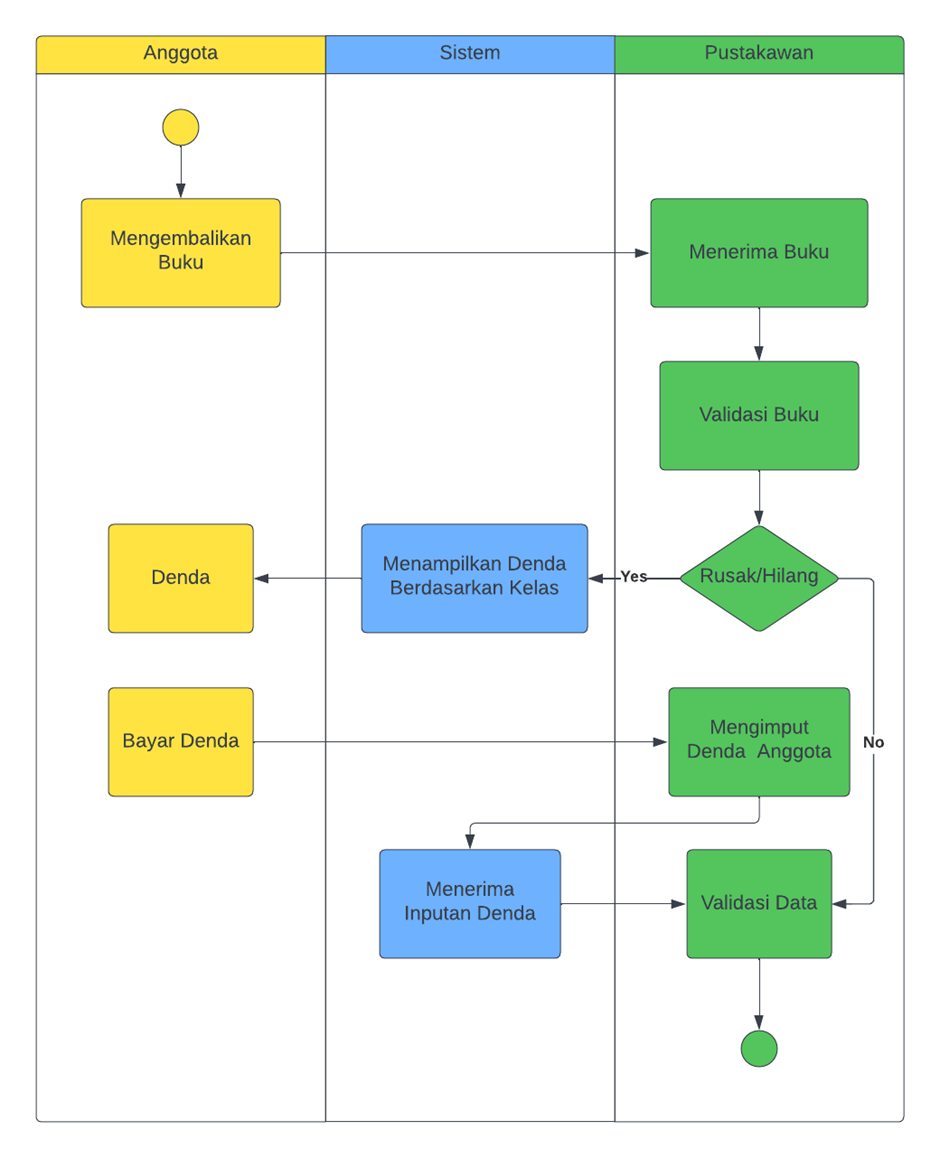 Anggota
Sistem
Pustakawan
Mengembalikan
Buku
Menerima Buku
Validasi Buku
Denda
Menampilkan Denda
Berdasarkan Kelas
Yes
Rusak/Hilang
Bayar Denda
Mengimput
Denda  Anggota
No
Menerima
Inputan Denda
Validasi Data